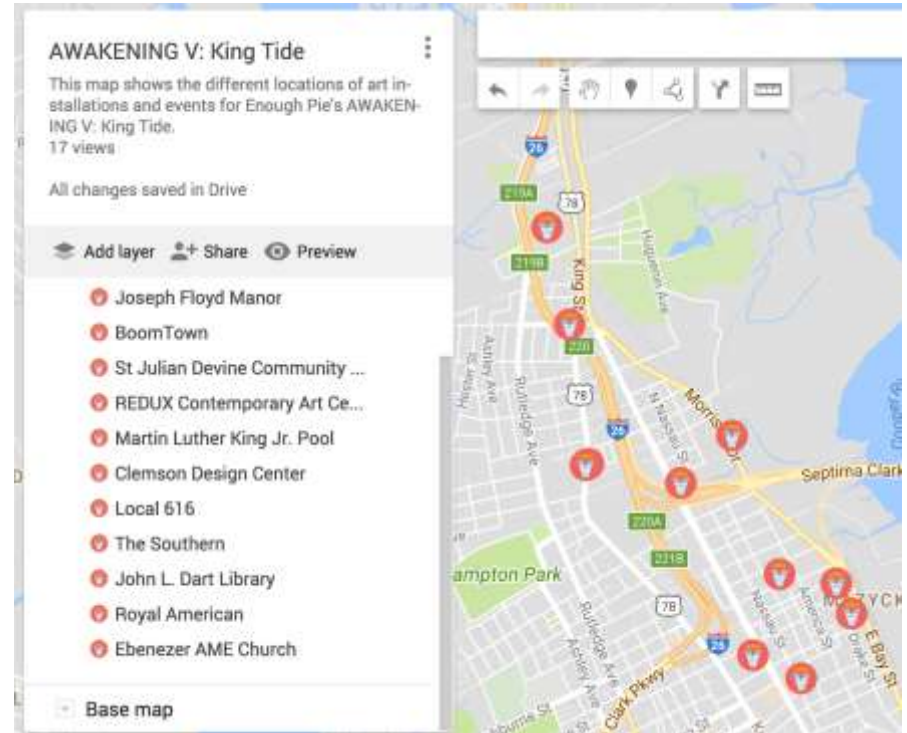 AWAKENING V: King Tide
This map shows the different locations of art in-
stallations and events for Enough Pie's AWAKEN-
ING V: King Tide.
17 views
All changes saved in Drive
Add layer Share Preview
Joseph Floyd Manor
BoomTown
St Julian Devine Community ...
REDUX Contemporary Art Ce...
Martin Luther King Jr. Pool
Clemson Design Center
Local 616
The Southern
John L. Dart Library
Royal American
Ebenezer AME Church
Base map
26
219A
78
219B
King St
Huguenin Ave
220
Ashley Ave
Rutledge Ave
78
N Nassau St
Morris
Dr
26
Septima Clark
220A
221B
ampton Park
78
Nassau St
America St
Drake St
E Bay St
Rutledge Ave
Ashley Ave
26
Clark Pkwy